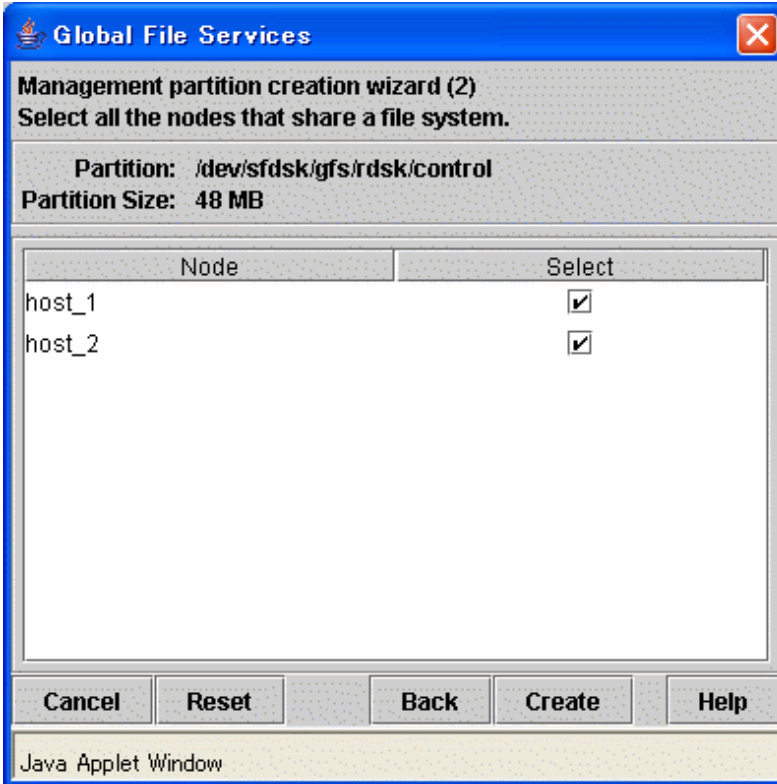 Global File Services
Management partition creation wizard (2)
Select all the nodes that share a file system.
Partition: /dev/sfdsk/gfs/rdsk/control
Partition Size: 48 MB
Node Select
host_1
host_2
Cancel Reset Back Create Help
Java Applet Window